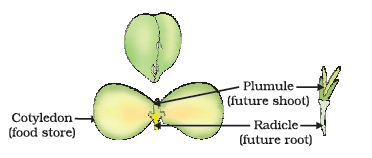 Plumule
(future shoot)
Cotyledon
(food store)
Radicle
(future root)